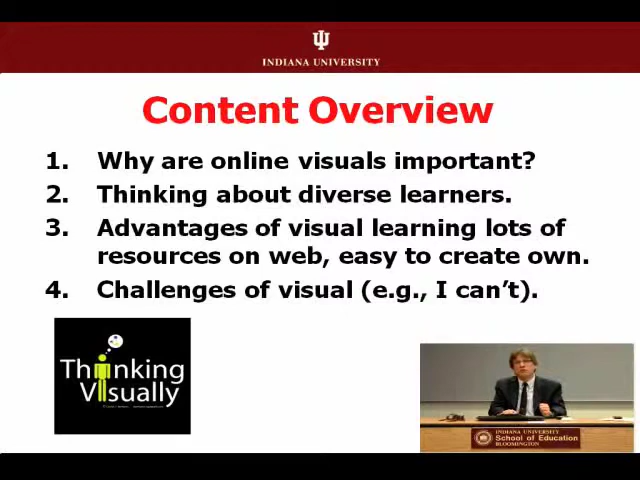 INDIANA UNIVERSITY
Content Overview
1. Why are online visuals important?
2. Thinking about diverse learners.
3. Advantages of visual learning lots of
resources on web, easy to create own.
4. Challenges of visual (e.g., I can't).
Thinking
Visually
INDIANA UNIVERSITY
School of Education
BLOOMINGTON